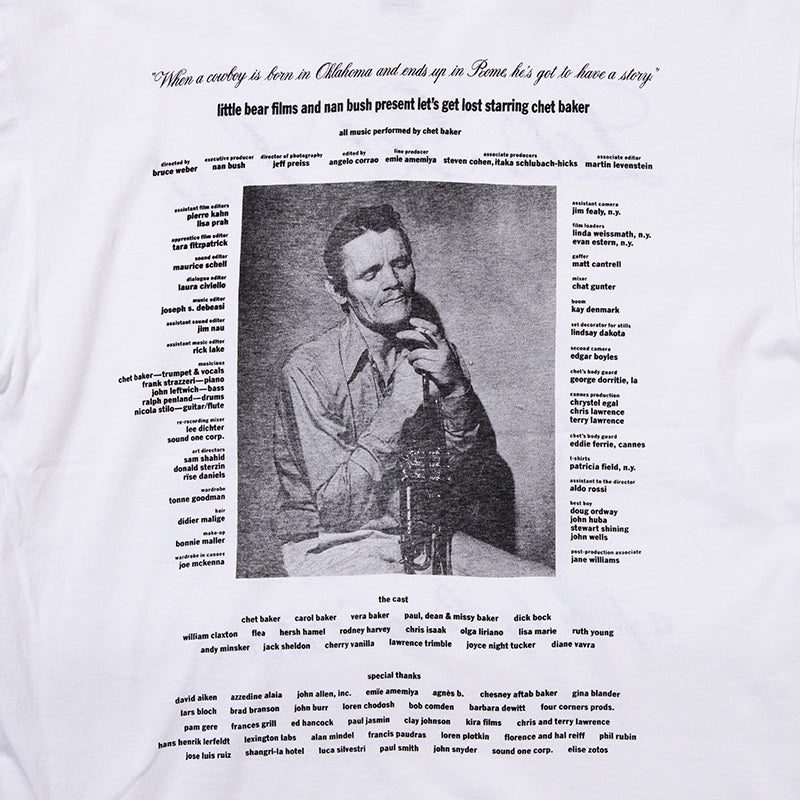 "When a cowboy is born in Oklahoma and ends up in Rome, he's got to have a story."
little bear films and nan bush present let's get lost starring chet baker
all music performed by chet baker
directed by
bruce weber
executive producer
nan bush
director of photography
jeff preiss
edited by
angelo corrao
line producer
emie amemiya
associate producers
steven cohen, itaka schlubach-hicks
associate editor
martin levenstein
assistant film editors
pierre kahn
lisa prah
apprentice film editor
tara fitzpatrick
sound editor
maurice schell
dialogue editor
laura civiello
music editor
joseph s. debeasi
assistant sound editor
jim nau
assistant music editor
rick lake
musicians
chet baker—trumpet & vocals
frank strazzeri—piano
john leftwich—bass
ralph penland—drums
nicola stilo—guitar/flute
re-recording mixer
lee dichter
sound one corp.
art directors
sam shahid
donald sterzin
rise daniels
wardrobe
tonne goodman
hair
didier malige
make-up
bonnie maller
wardrobe in cannes
joe mckenna
assistant camera
jim fealy, n.y.
film loaders
linda weissmath, n.y.
evan estern, n.y.
gaffer
matt cantrell
mixer
chat gunter
boom
kay denmark
set decorator for stills
lindsay dakota
second camera
edgar boyles
chet's body guard
george dorritie, la
cannes production
chrystel egal
chris lawrence
terry lawrence
chet's body guard
eddie ferrie, cannes
t-shirts
patricia field, n.y.
assistant to the director
aldo rossi
best boy
doug ordway
john huba
stewart shining
john wells
post-production associate
jane williams
the cast
chet baker carol baker vera baker paul, dean & missy baker dick bock
william claxton flea hersh hamel rodney harvey chris isaak olga liriano lisa marie ruth young
andy minsker jack sheldon cherry vanilla lawrence trimble joyce night tucker diane vavra
special thanks
david aiken azzedine alaia john allen, inc. emie amemiya agnès b. chesney aftab baker gina blander
lars bloch brad branson john burr loren chodosh bob comden barbara dewitt four corners prods.
pam gere frances grill ed hancock paul jasmin clay johnson kira films chris and terry lawrence
hans henrik lerfeldt lexington labs alan mindel francis paudras loren plotkin florence and hal reiff phil rubin
jose luis ruiz shangri-la hotel luca silvestri paul smith john snyder sound one corp. elise zotos